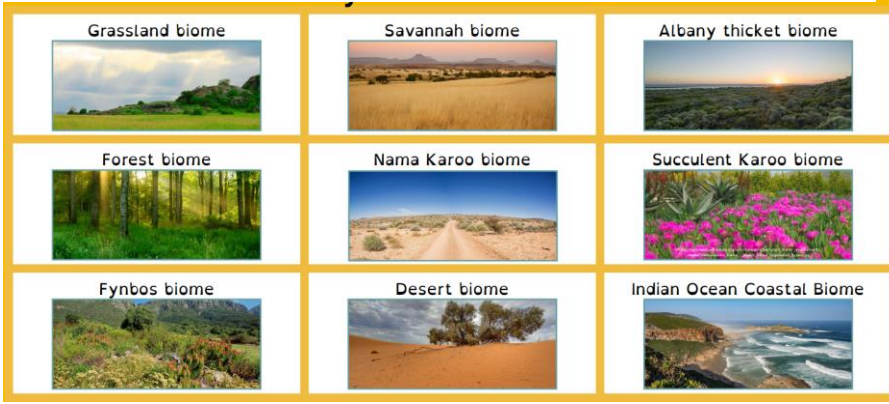 Grassland biome
Savannah biome
Albany thicket biome
Forest biome
Nama Karoo biome
Succulent Karoo biome
Fynbos biome
Desert biome
Indian Ocean Coastal Biome